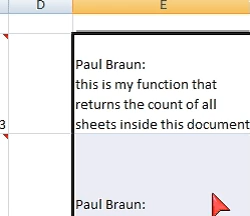 D E
Paul Braun:
this is my function that
returns the count of all
3 sheets inside this document
Paul Braun: